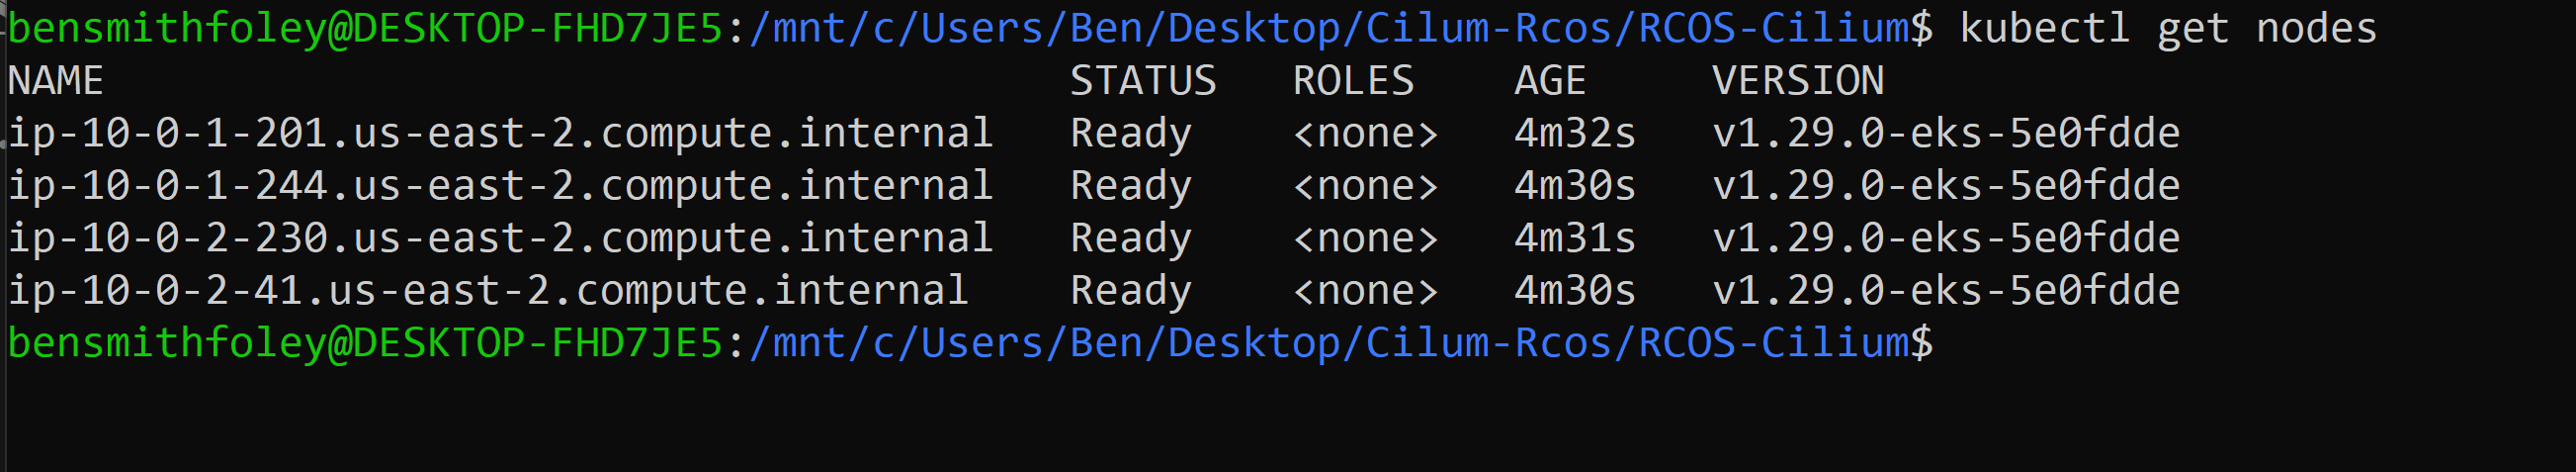 bensmithfoley@DESKTOP-FHD7JE5:/mnt/c/Users/Ben/Desktop/Cilum-Rcos/RCOS-Cilium$ kubectl get nodes
NAME                                       STATUS   ROLES    AGE     VERSION
ip-10-0-1-201.us-east-2.compute.internal   Ready    <none>   4m32s   v1.29.0-eks-5e0fdde
ip-10-0-1-244.us-east-2.compute.internal   Ready    <none>   4m30s   v1.29.0-eks-5e0fdde
ip-10-0-2-230.us-east-2.compute.internal   Ready    <none>   4m31s   v1.29.0-eks-5e0fdde
ip-10-0-2-41.us-east-2.compute.internal    Ready    <none>   4m30s   v1.29.0-eks-5e0fdde
bensmithfoley@DESKTOP-FHD7JE5:/mnt/c/Users/Ben/Desktop/Cilum-Rcos/RCOS-Cilium$